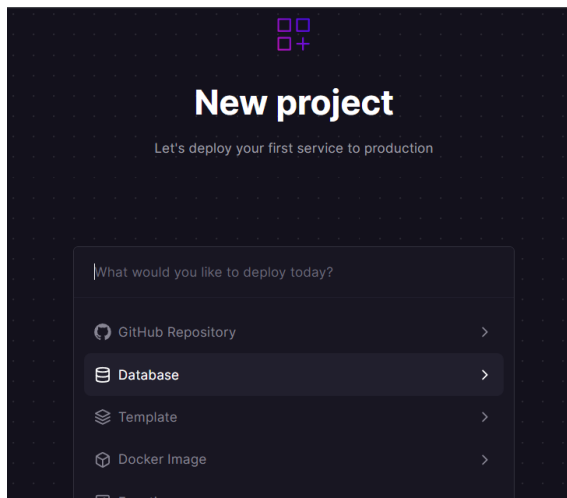 New project
Let's deploy your first service to production
What would you like to deploy today?
GitHub Repository
Database
Template
Docker Image